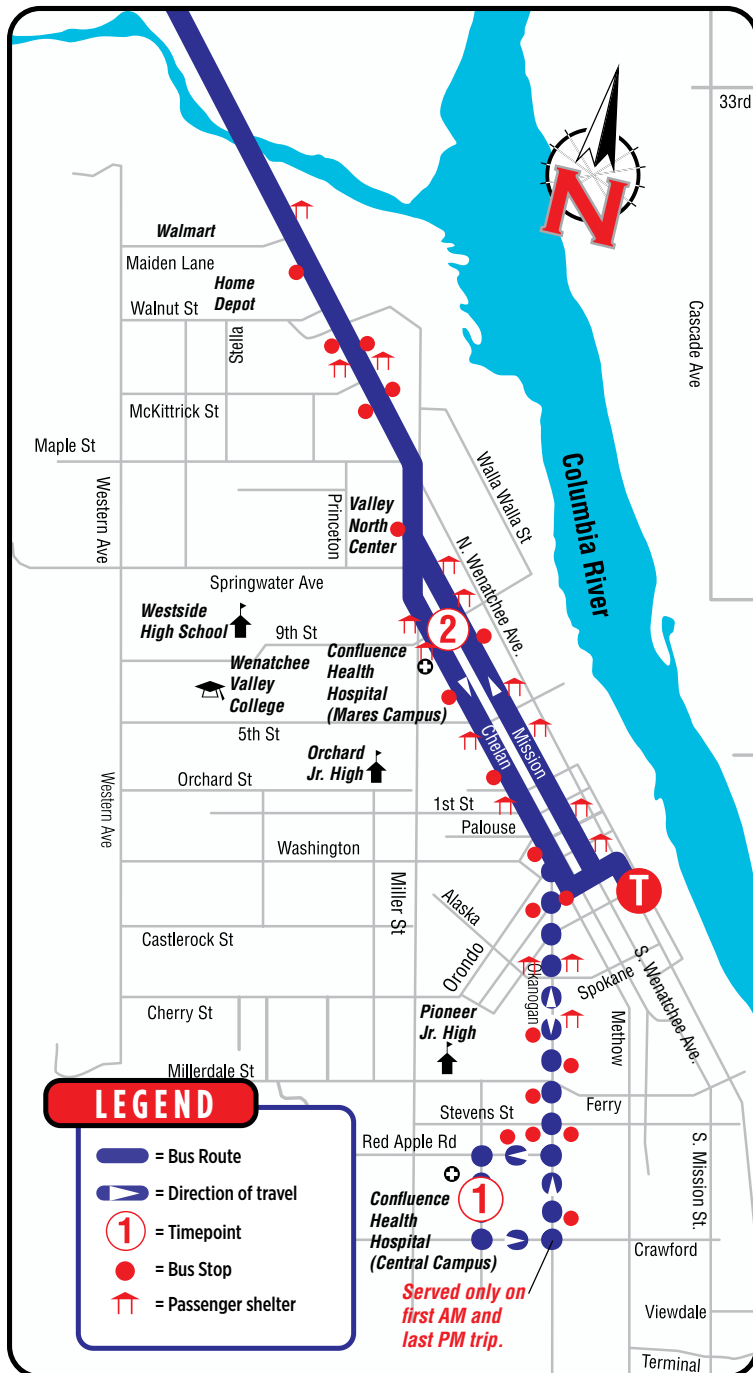 33rd
N
Walmart
Maiden Lane
Home
Depot
Walnut St
Stella
Cascade Ave
McKittrick St
Maple St
Western Ave
Princeton
Valley
North
Center
Walla Walla St
N. Wenatchee Ave.
Columbia River
Springwater Ave
Westside
High School
9th St
2
Confluence
Health
Hospital
(Mares Campus)
Wenatchee
Valley
College
5th St
Chelan
Mission
Orchard
Jr. High
Orchard St
Western Ave
1st St
Palouse
Washington
Miller St
T
Alaska
Castlerock St
Orondo
Okanogan
Spokane
S. Wenatchee Ave.
Cherry St
Methow
Pioneer
Jr. High
Millerdale St
Ferry
Stevens St
Red Apple Rd
S. Mission St.
1
Confluence
Health
Hospital
(Central Campus)
Crawford
Served only on
first AM and
last PM trip.
Viewdale
Terminal
LEGEND
= Bus Route
= Direction of travel
1 = Timepoint
= Bus Stop
= Passenger shelter